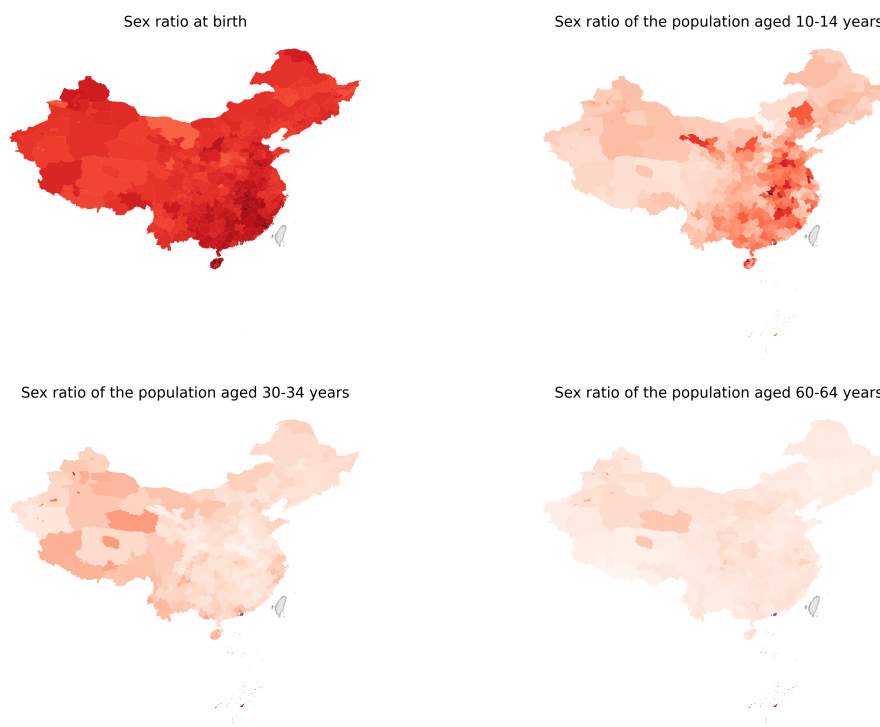 Sex ratio at birth
Sex ratio of the population aged 10-14 years
Sex ratio of the population aged 30-34 years
Sex ratio of the population aged 60-64 years